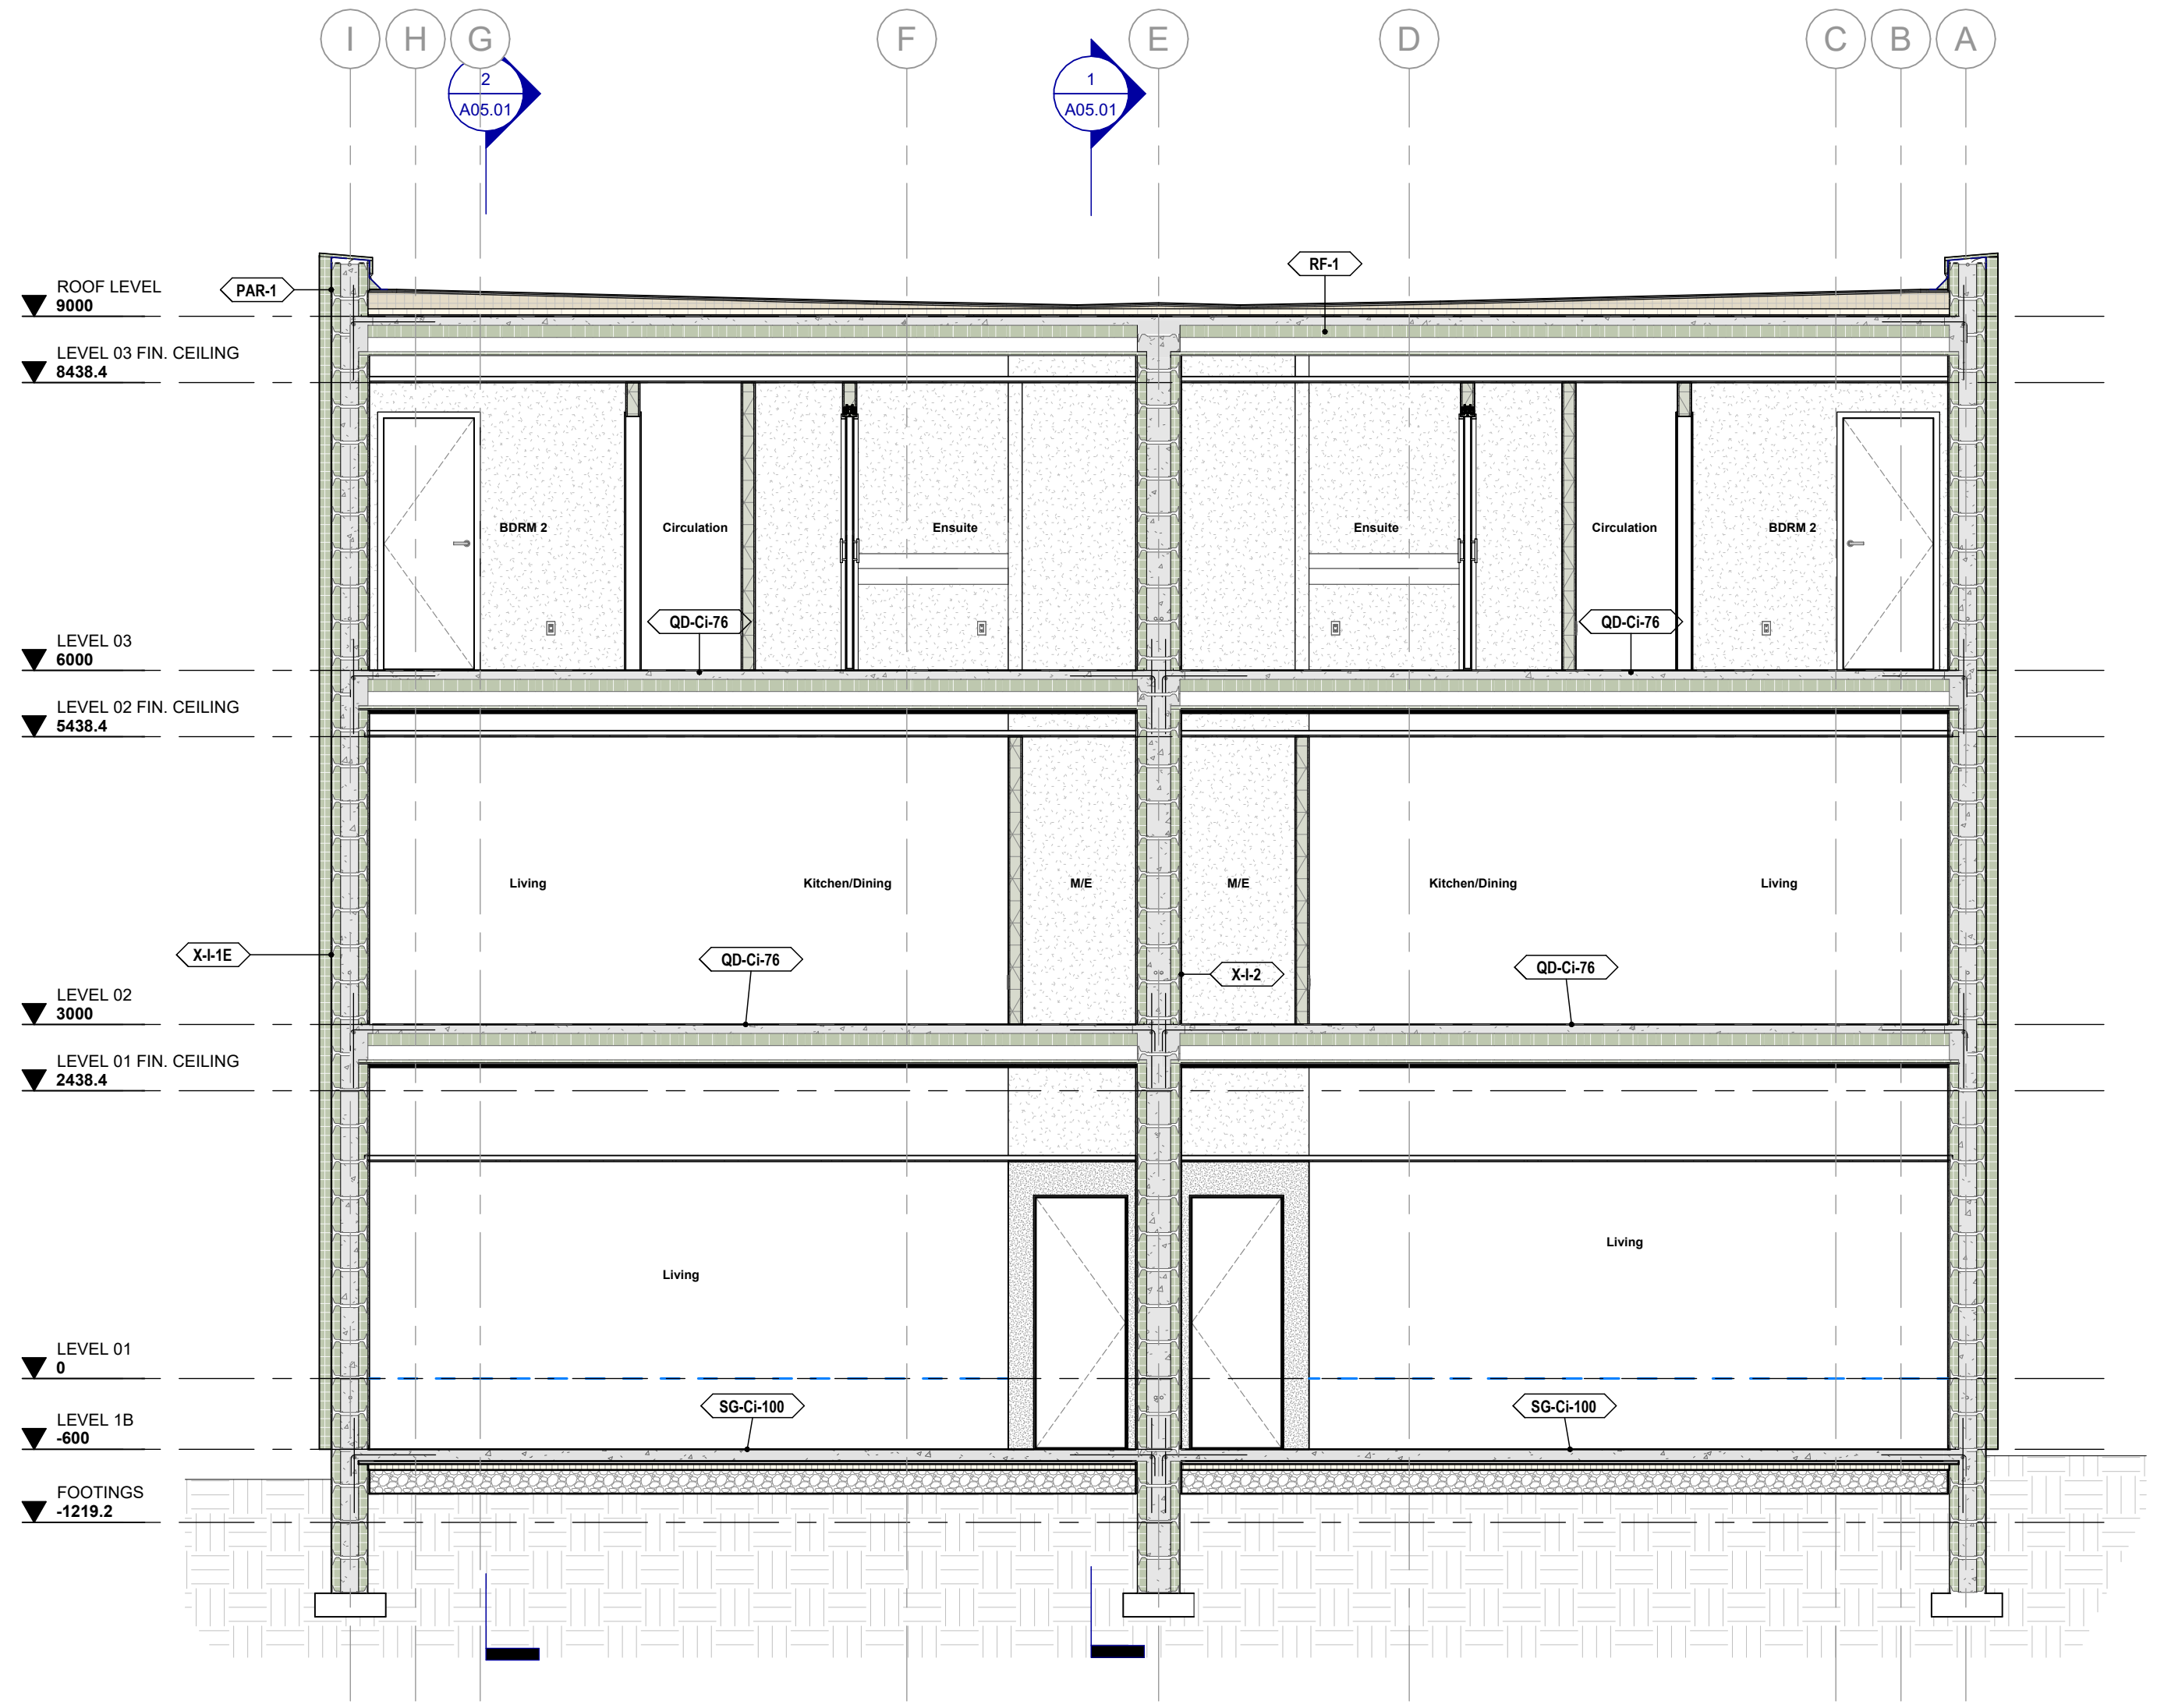 I H G F E D C B A
2
A05.01
1
A05.01
RF-1
ROOF LEVEL
9000
PAR-1
LEVEL 03 FIN. CEILING
8438.4
BDRM 2 Circulation Ensuite Ensuite Circulation BDRM 2
QD-Ci-76 QD-Ci-76
LEVEL 03
6000
LEVEL 02 FIN. CEILING
5438.4
Living Kitchen/Dining M/E M/E Kitchen/Dining Living
X-I-1E QD-Ci-76 X-I-2 QD-Ci-76
LEVEL 02
3000
LEVEL 01 FIN. CEILING
2438.4
Living
Living
LEVEL 01
0
SG-Ci-100 SG-Ci-100
LEVEL 1B
-600
FOOTINGS
-1219.2